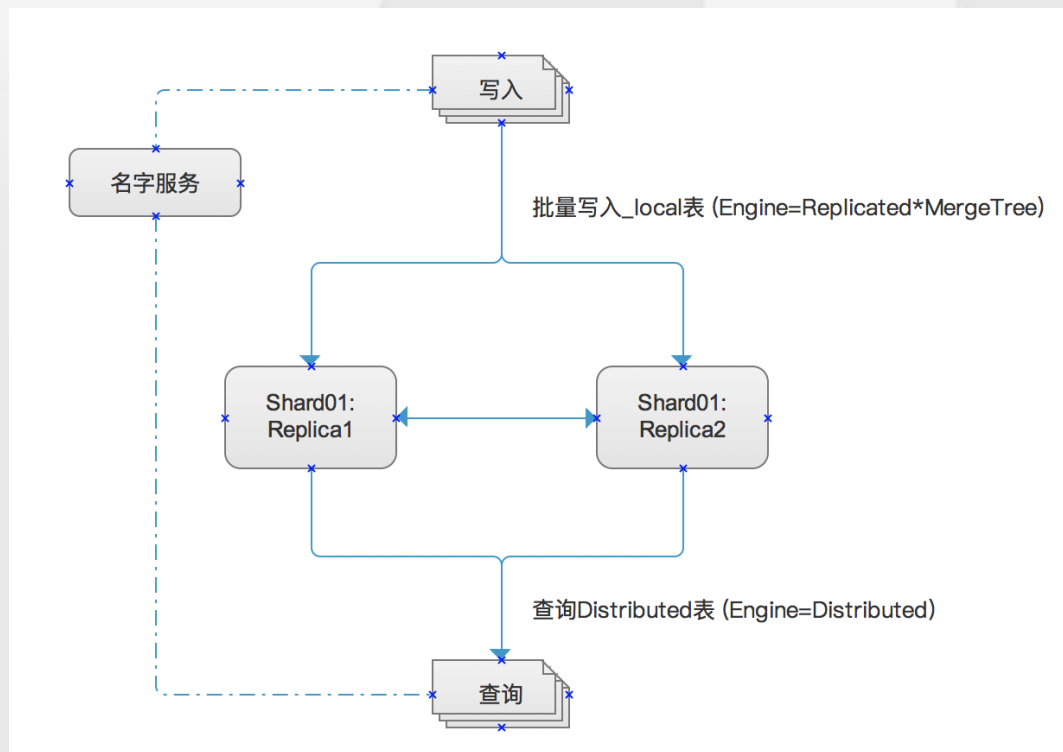 写入
名字服务
批量写入_local表 (Engine=Replicated*MergeTree)
Shard01:
Replica1
Shard01:
Replica2
查询Distributed表 (Engine=Distributed)
查询